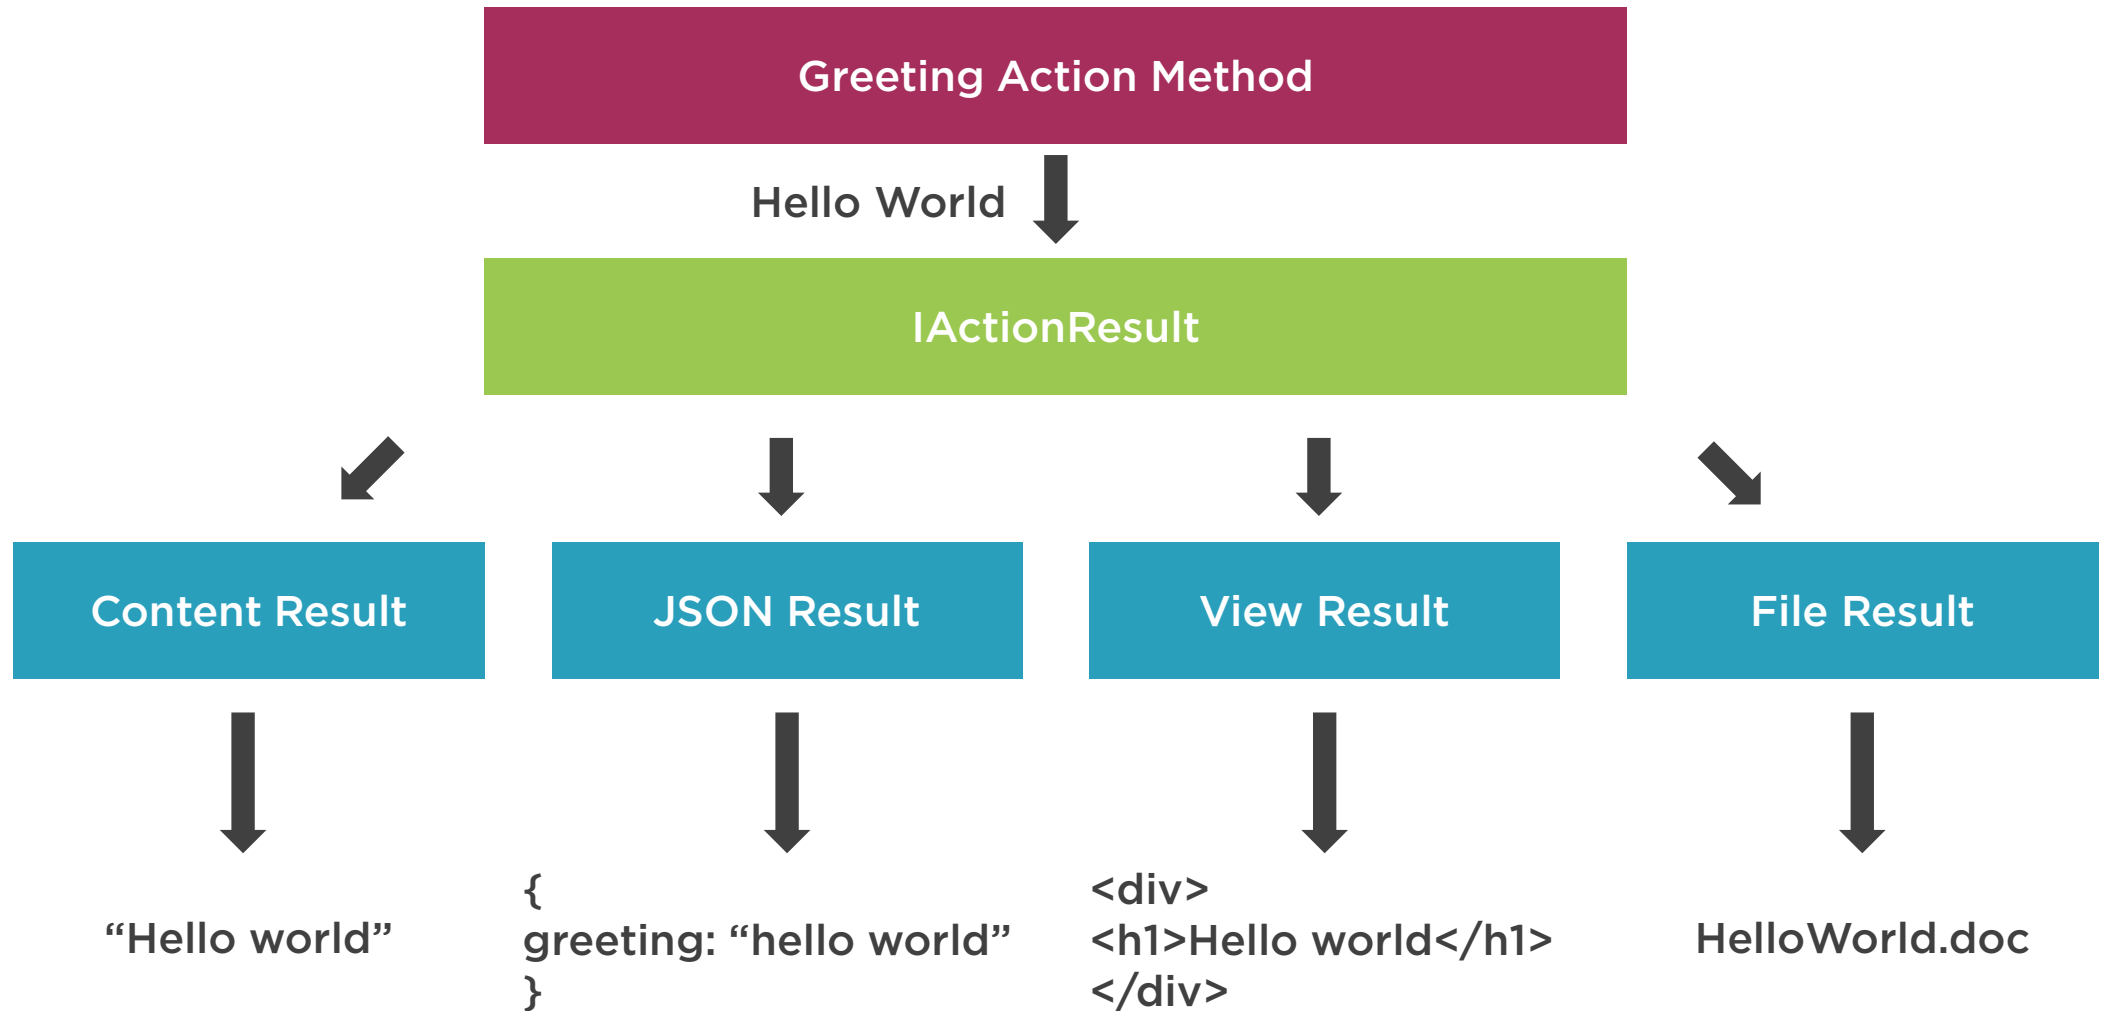 Greeting Action Method
Hello World
IActionResult
Content Result
JSON Result
View Result
File Result
“Hello world”
{
greeting: “hello world”
}
<div>
<h1>Hello world</h1>
</div>
HelloWorld.doc